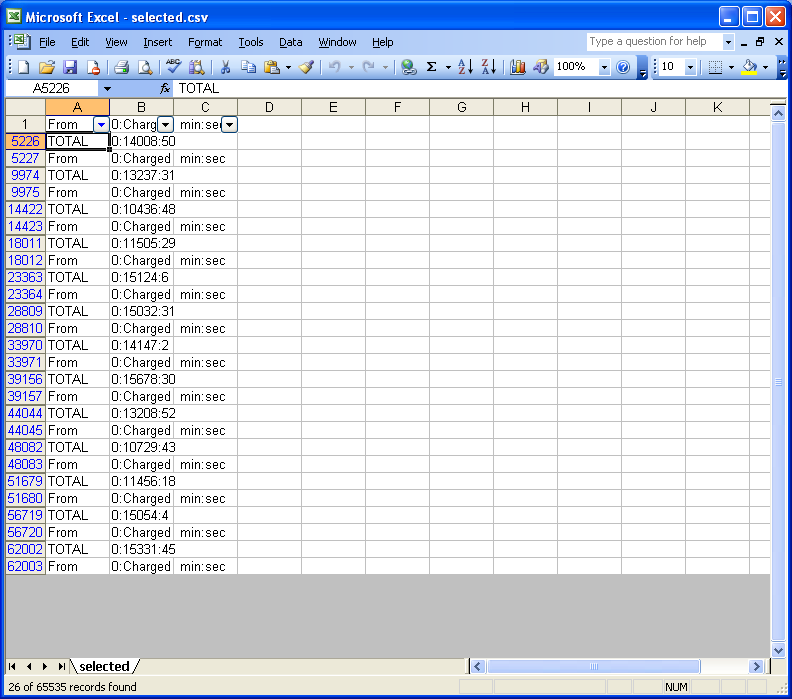 Microsoft Excel - selected.csv
File Edit View Insert Format Tools Data Window Help Type a question for help
100% 10
A5226 fx TOTAL
A B C D E F G H I J K
1 From 0:Charg min:se
5226 TOTAL 0:14008:50
5227 From 0:Charged min:sec
9974 TOTAL 0:13237:31
9975 From 0:Charged min:sec
14422 TOTAL 0:10436:48
14423 From 0:Charged min:sec
18011 TOTAL 0:11505:29
18012 From 0:Charged min:sec
23363 TOTAL 0:15124:6
23364 From 0:Charged min:sec
28809 TOTAL 0:15032:31
28810 From 0:Charged min:sec
33970 TOTAL 0:14147:2
33971 From 0:Charged min:sec
39156 TOTAL 0:15678:30
39157 From 0:Charged min:sec
44044 TOTAL 0:13208:52
44045 From 0:Charged min:sec
48082 TOTAL 0:10729:43
48083 From 0:Charged min:sec
51679 TOTAL 0:11456:18
51680 From 0:Charged min:sec
56719 TOTAL 0:15054:4
56720 From 0:Charged min:sec
62002 TOTAL 0:15331:45
62003 From 0:Charged min:sec
selected
26 of 65535 records found NUM